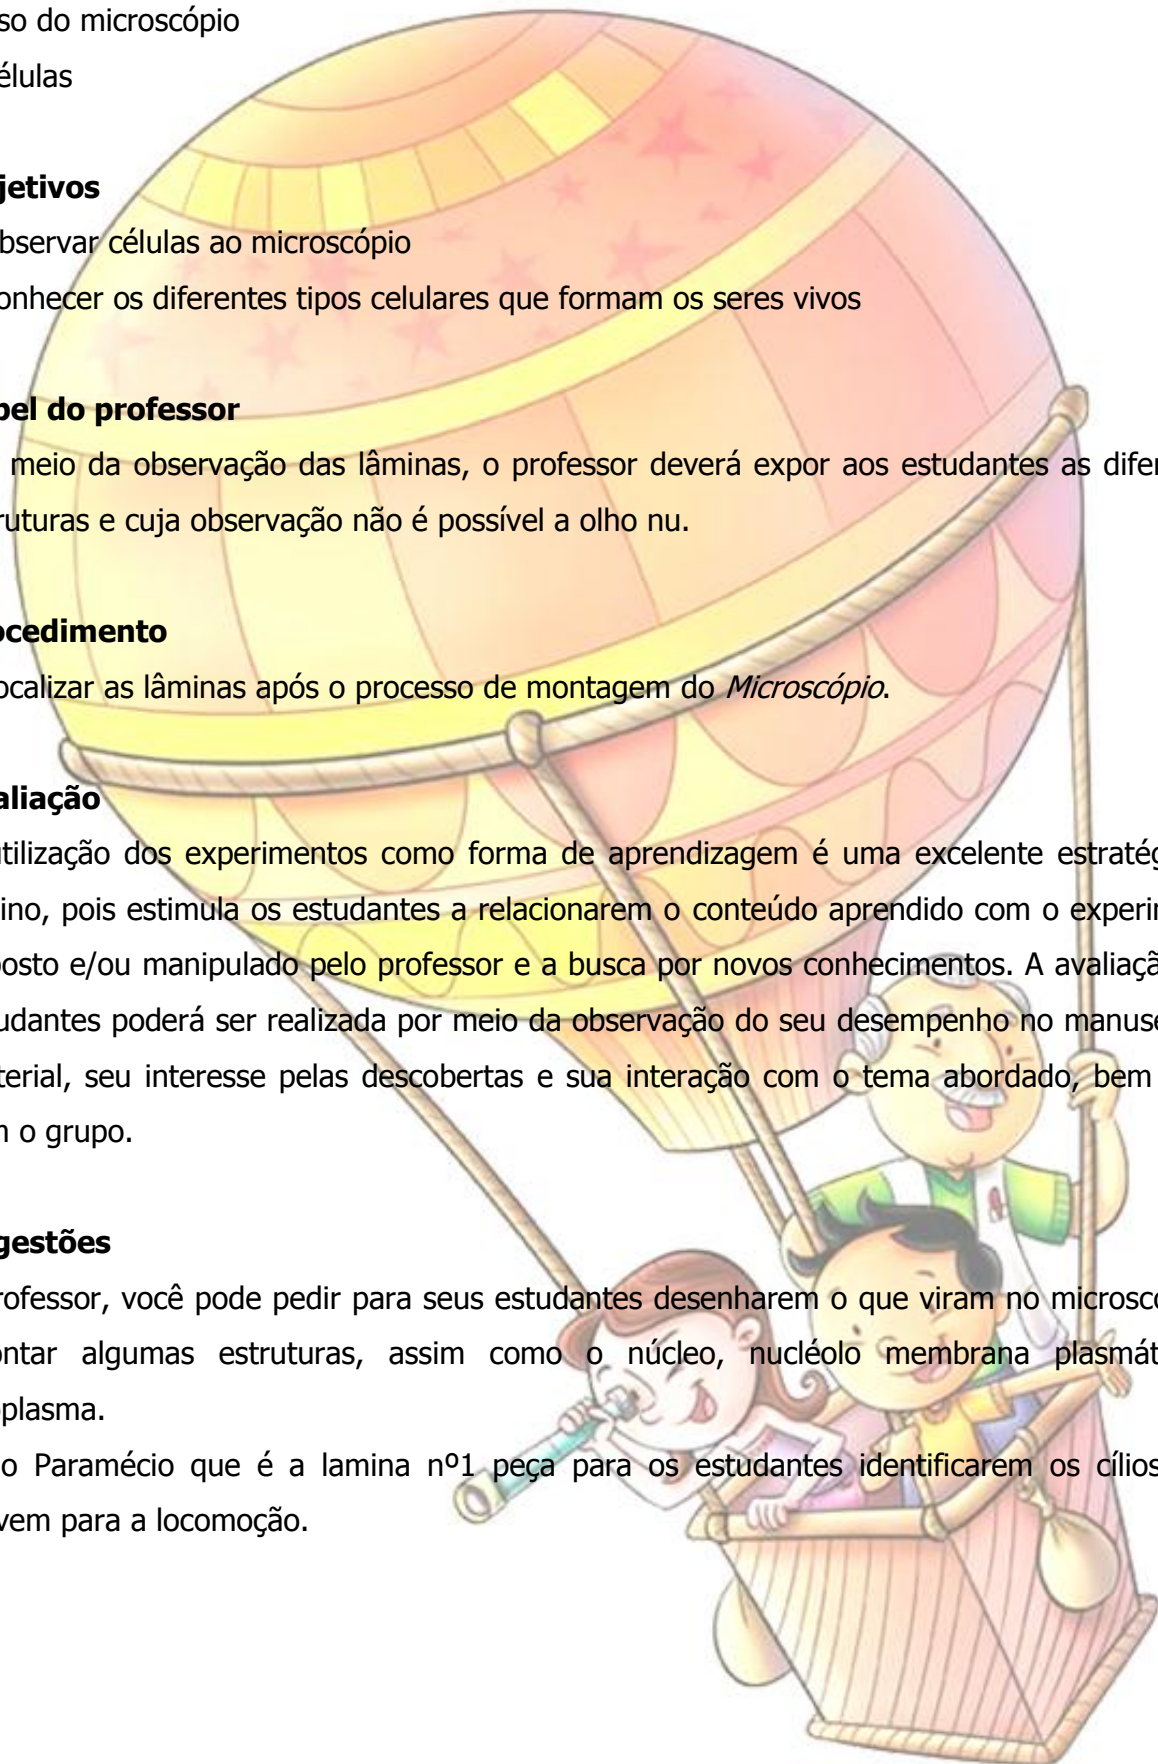 so do microscópio
élulas
jetivos
bservar células ao microscópio
onhecer os diferentes tipos celulares que formam os seres vivos
pel do professor
meio da observação das lâminas, o professor deverá expor aos estudantes as difer
ruturas e cuja observação não é possível a olho nu.
ocedimento
ocalizar as lâminas após o processo de montagem do Microscópio.
aliação
utilização dos experimentos como forma de aprendizagem é uma excelente estratég
ino, pois estimula os estudantes a relacionarem o conteúdo aprendido com o experi
posto e/ou manipulado pelo professor e a busca por novos conhecimentos. A avaliaçã
udantes poderá ser realizada por meio da observação do seu desempenho no manuse
terial, seu interesse pelas descobertas e sua interação com o tema abordado, bem
m o grupo.
gestões
rofessor, você pode pedir para seus estudantes desenharem o que viram no microsc
ontar algumas estruturas, assim como o núcleo, nucléolo membrana plasmát
oplasma.
o Paramécio que é a lamina nº1 peça para os estudantes identificarem os cílios
vem para a locomoção.